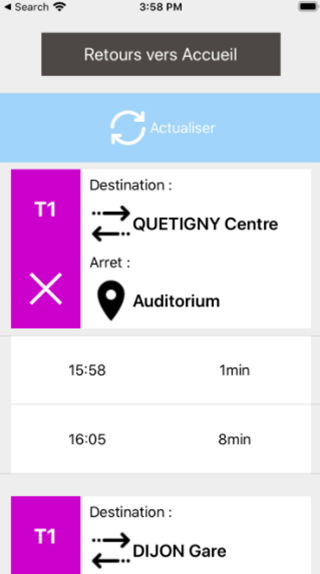 Search 3:58 PM
Retours vers Accueil
Actualiser
T1
Destination :
QUETIGNY Centre
Arret :
Auditorium
15:58 1min
16:05 8min
T1
Destination :
DIJON Gare